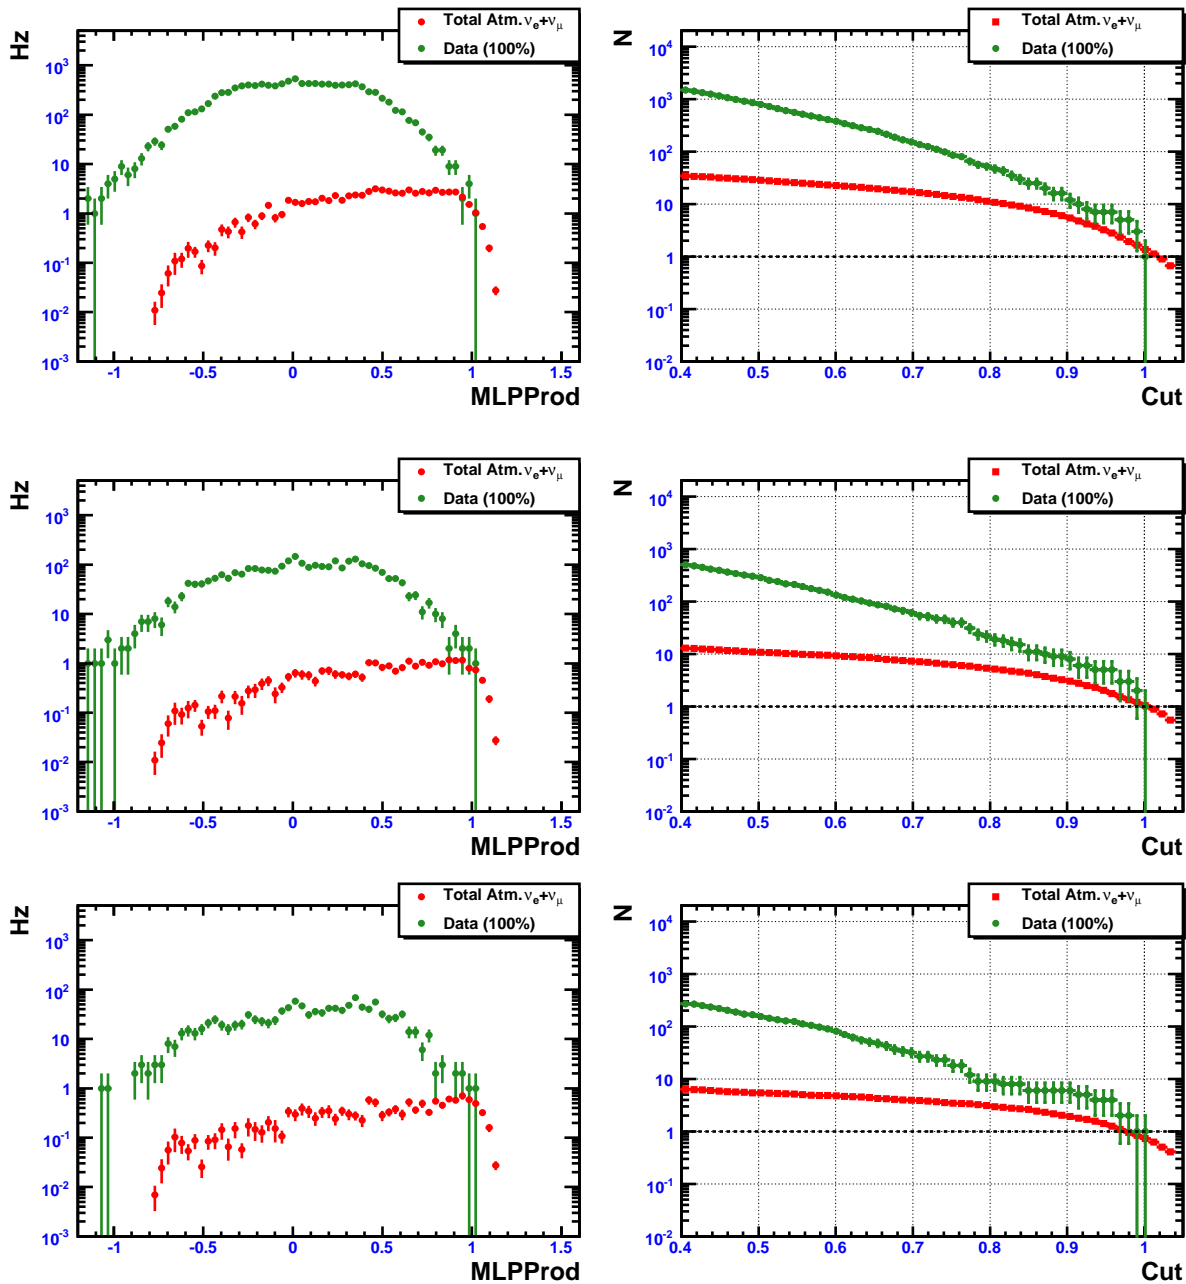 Hz
Total Atm. νe+νμ
Data (100%)
10³
10²
10
1
10⁻¹
10⁻²
10⁻³
-1 -0.5 0 0.5 1 1.5
MLPProd
N
Total Atm. νe+νμ
Data (100%)
10⁴
10³
10²
10
1
10⁻¹
10⁻²
0.4 0.5 0.6 0.7 0.8 0.9 1
Cut
Hz
Total Atm. νe+νμ
Data (100%)
10³
10²
10
1
10⁻¹
10⁻²
10⁻³
-1 -0.5 0 0.5 1 1.5
MLPProd
N
Total Atm. νe+νμ
Data (100%)
10⁴
10³
10²
10
1
10⁻¹
10⁻²
0.4 0.5 0.6 0.7 0.8 0.9 1
Cut
Hz
Total Atm. νe+νμ
Data (100%)
10³
10²
10
1
10⁻¹
10⁻²
10⁻³
-1 -0.5 0 0.5 1 1.5
MLPProd
N
Total Atm. νe+νμ
Data (100%)
10⁴
10³
10²
10
1
10⁻¹
10⁻²
0.4 0.5 0.6 0.7 0.8 0.9 1
Cut